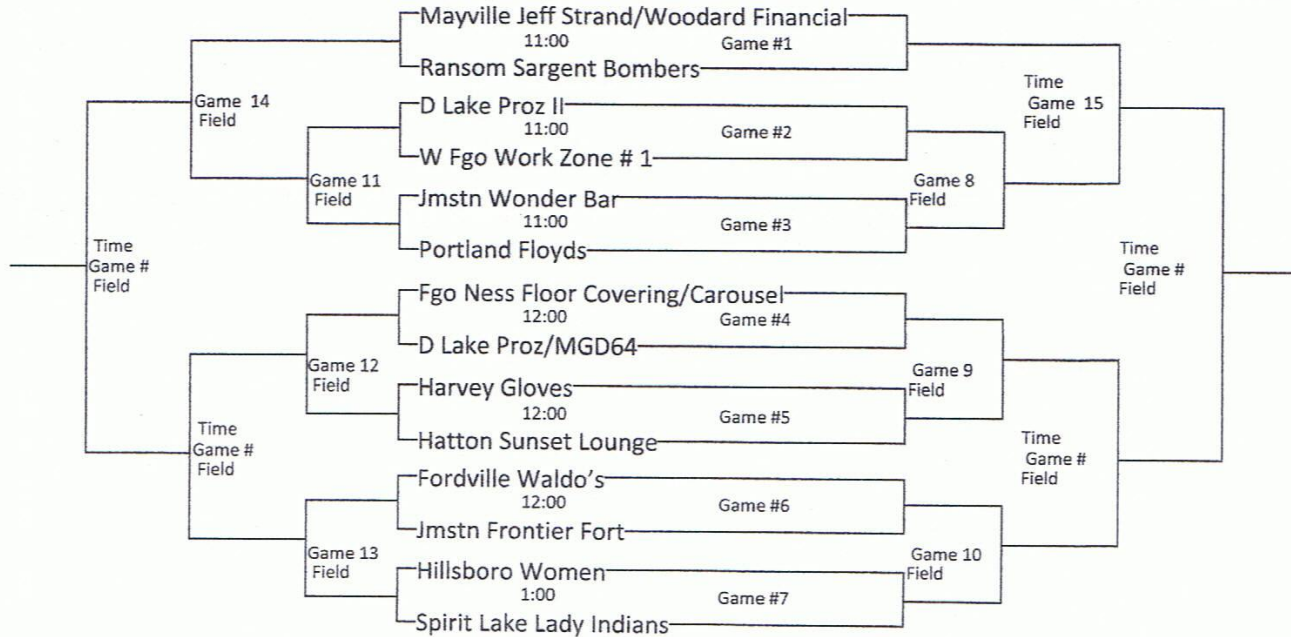 Mayville Jeff Strand/Woodard Financial
11:00 Game #1
Ransom Sargent Bombers
Time
Game 15
Field
Game 14
Field
D Lake Proz II
11:00 Game #2
W Fgo Work Zone # 1
Game 11
Field
Game 8
Field
Jmstn Wonder Bar
11:00 Game #3
Portland Floyds
Time
Game #
Field
Time
Game #
Field
Fgo Ness Floor Covering/Carousel
12:00 Game #4
D Lake Proz/MGD64
Game 12
Field
Game 9
Field
Harvey Gloves
12:00 Game #5
Hatton Sunset Lounge
Time
Game #
Field
Time
Game #
Field
Fordville Waldo's
12:00 Game #6
Jmstn Frontier Fort
Game 13
Field
Game 10
Field
Hillsboro Women
1:00 Game #7
Spirit Lake Lady Indians